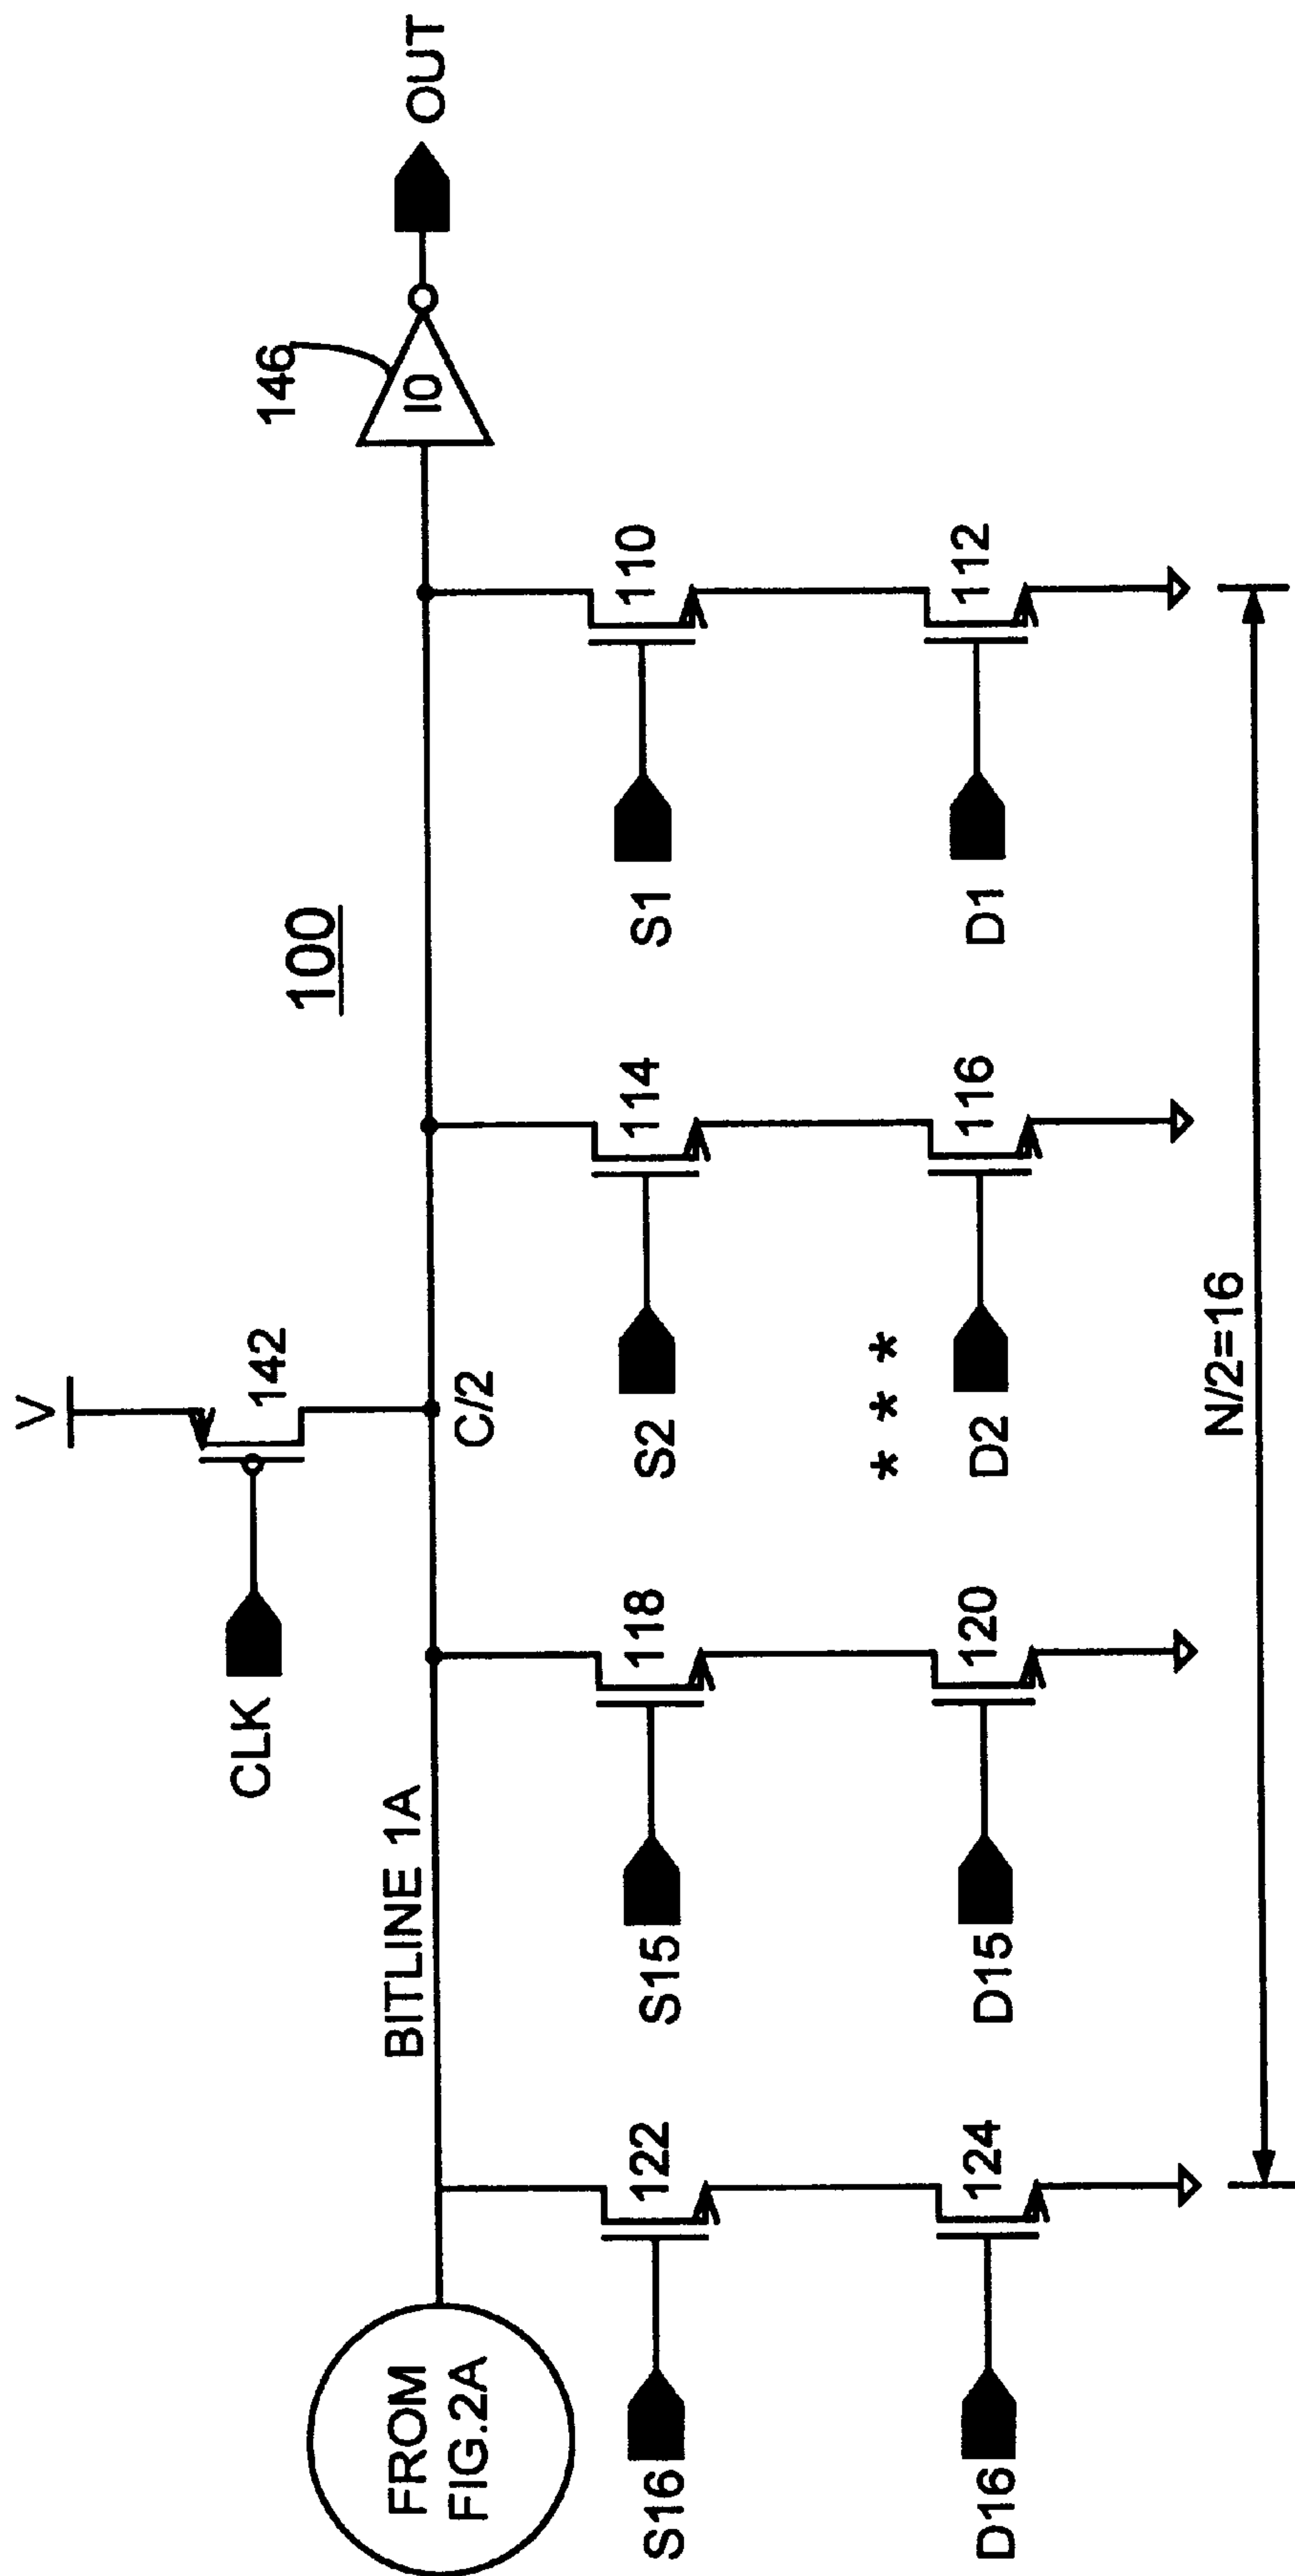 V
142
CLK
100
146
I0
OUT
BITLINE 1A
C/2
FROM
FIG.2A
122
118
114
110
S16
S15
S2
S1
* * *
124
120
116
112
D16
D15
D2
D1
N/2=16